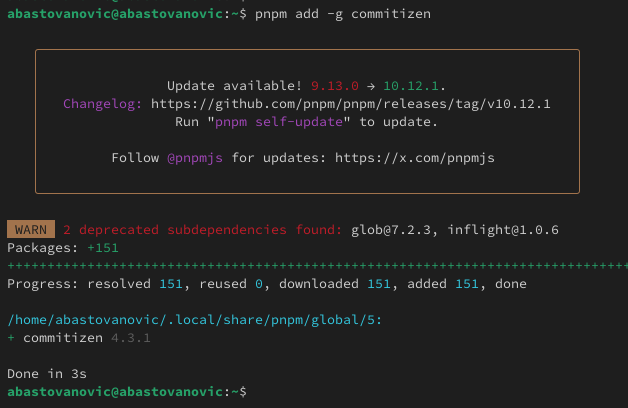 abastovanovic@abastovanovic:~$ pnpm add -g commitizen
Update available! 9.13.0 → 10.12.1.
Changelog: https://github.com/pnpm/pnpm/releases/tag/v10.12.1
Run "pnpm self-update" to update.
Follow @pnpmjs for updates: https://x.com/pnpmjs
WARN 2 deprecated subdependencies found: glob@7.2.3, inflight@1.0.6
Packages: +151
++++++++++++++++++++++++++++++++++++++++++++++++++++++++++++++++++++++++++++++
Progress: resolved 151, reused 0, downloaded 151, added 151, done
/home/abastovanovic/.local/share/pnpm/global/5:
+ commitizen 4.3.1
Done in 3s
abastovanovic@abastovanovic:~$